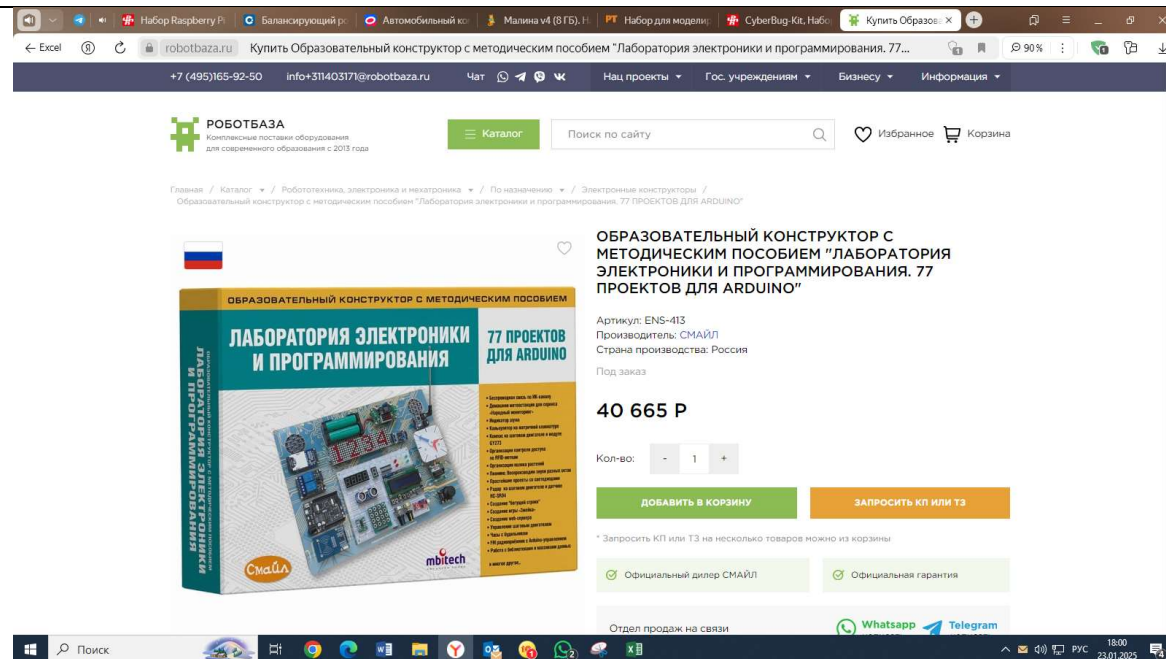 Набор Raspberry Pi
Балансирующий ро
Автомобильный ко
Малина v4 (8 ГБ). Н
Набор для моделир
CyberBug-Kit, Набо
Купить Образова
Excel
robotbaza.ru
Купить Образовательный конструктор с методическим пособием "Лаборатория электроники и программирования. 77...
90%
+7 (495)165-92-50
info+311403171@robotbaza.ru
Чат
Нац проекты
Гос. учреждениям
Бизнесу
Информация
РОБОТБАЗА
Комплексные поставки оборудования
для современного образования с 2013 года
Каталог
Поиск по сайту
Избранное
Корзина
Главная / Каталог / Робототехника, электроника и мехатроника / По назначению / Электронные конструкторы /
Образовательный конструктор с методическим пособием "Лаборатория электроники и программирования. 77 ПРОЕКТОВ ДЛЯ ARDUINO"
ОБРАЗОВАТЕЛЬНЫЙ КОНСТРУКТОР С МЕТОДИЧЕСКИМ ПОСОБИЕМ
ЛАБОРАТОРИЯ ЭЛЕКТРОНИКИ
И ПРОГРАММИРОВАНИЯ
77 ПРОЕКТОВ
ДЛЯ ARDUINO
ЛАБОРАТОРИЯ ЭЛЕКТРОНИКИ
И ПРОГРАММИРОВАНИЯ
1234
Смайл
mbitech
ОБРАЗОВАТЕЛЬНЫЙ КОНСТРУКТОР С
МЕТОДИЧЕСКИМ ПОСОБИЕМ "ЛАБОРАТОРИЯ
ЭЛЕКТРОНИКИ И ПРОГРАММИРОВАНИЯ. 77
ПРОЕКТОВ ДЛЯ ARDUINO"
Артикул: ENS-413
Производитель: СМАЙЛ
Страна производства: Россия
Под заказ
40 665 Р
Кол-во: - 1 +
ДОБАВИТЬ В КОРЗИНУ
ЗАПРОСИТЬ КП ИЛИ ТЗ
* Запросить КП или ТЗ на несколько товаров можно из корзины
Официальный дилер СМАЙЛ
Официальная гарантия
Отдел продаж на связи
Whatsapp
Telegram
Поиск
РУС
18:00
23.01.2025